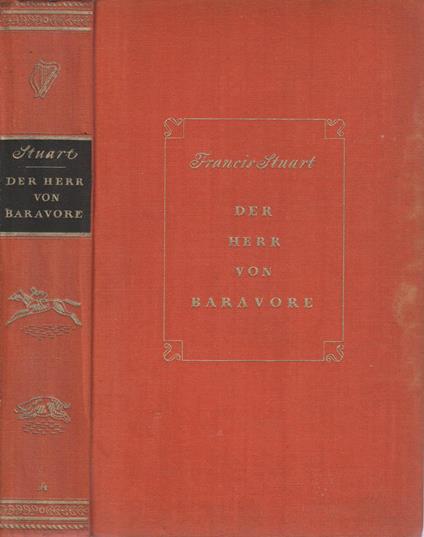 Stuart
DER HERR
VON
BARAVORE
A
Francis Stuart
DER
HERR
VON
BARAVORE